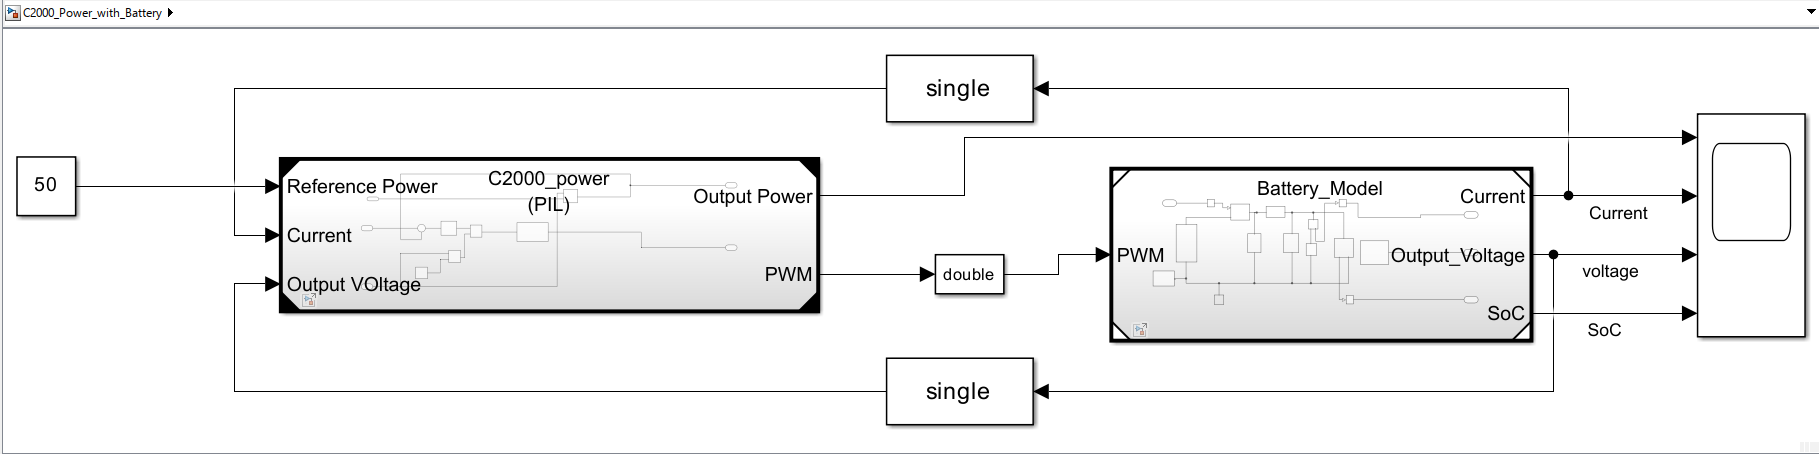 C2000_Power_with_Battery
single
50
Reference Power
C2000_power
(PIL)
Output Power
Current
PWM
Output VOltage
double
Battery_Model
Current
PWM
Output_Voltage
SoC
Current
voltage
SoC
single